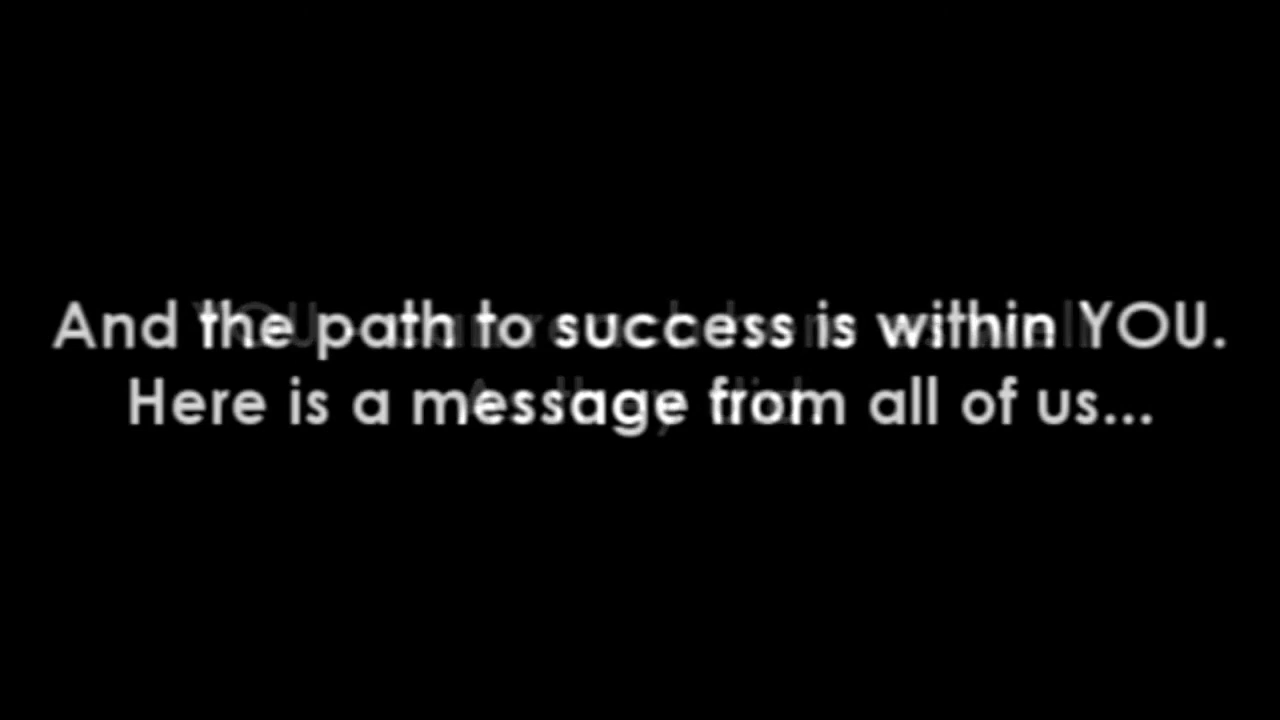 And the path to success is within YOU.
Here is a message from all of us...